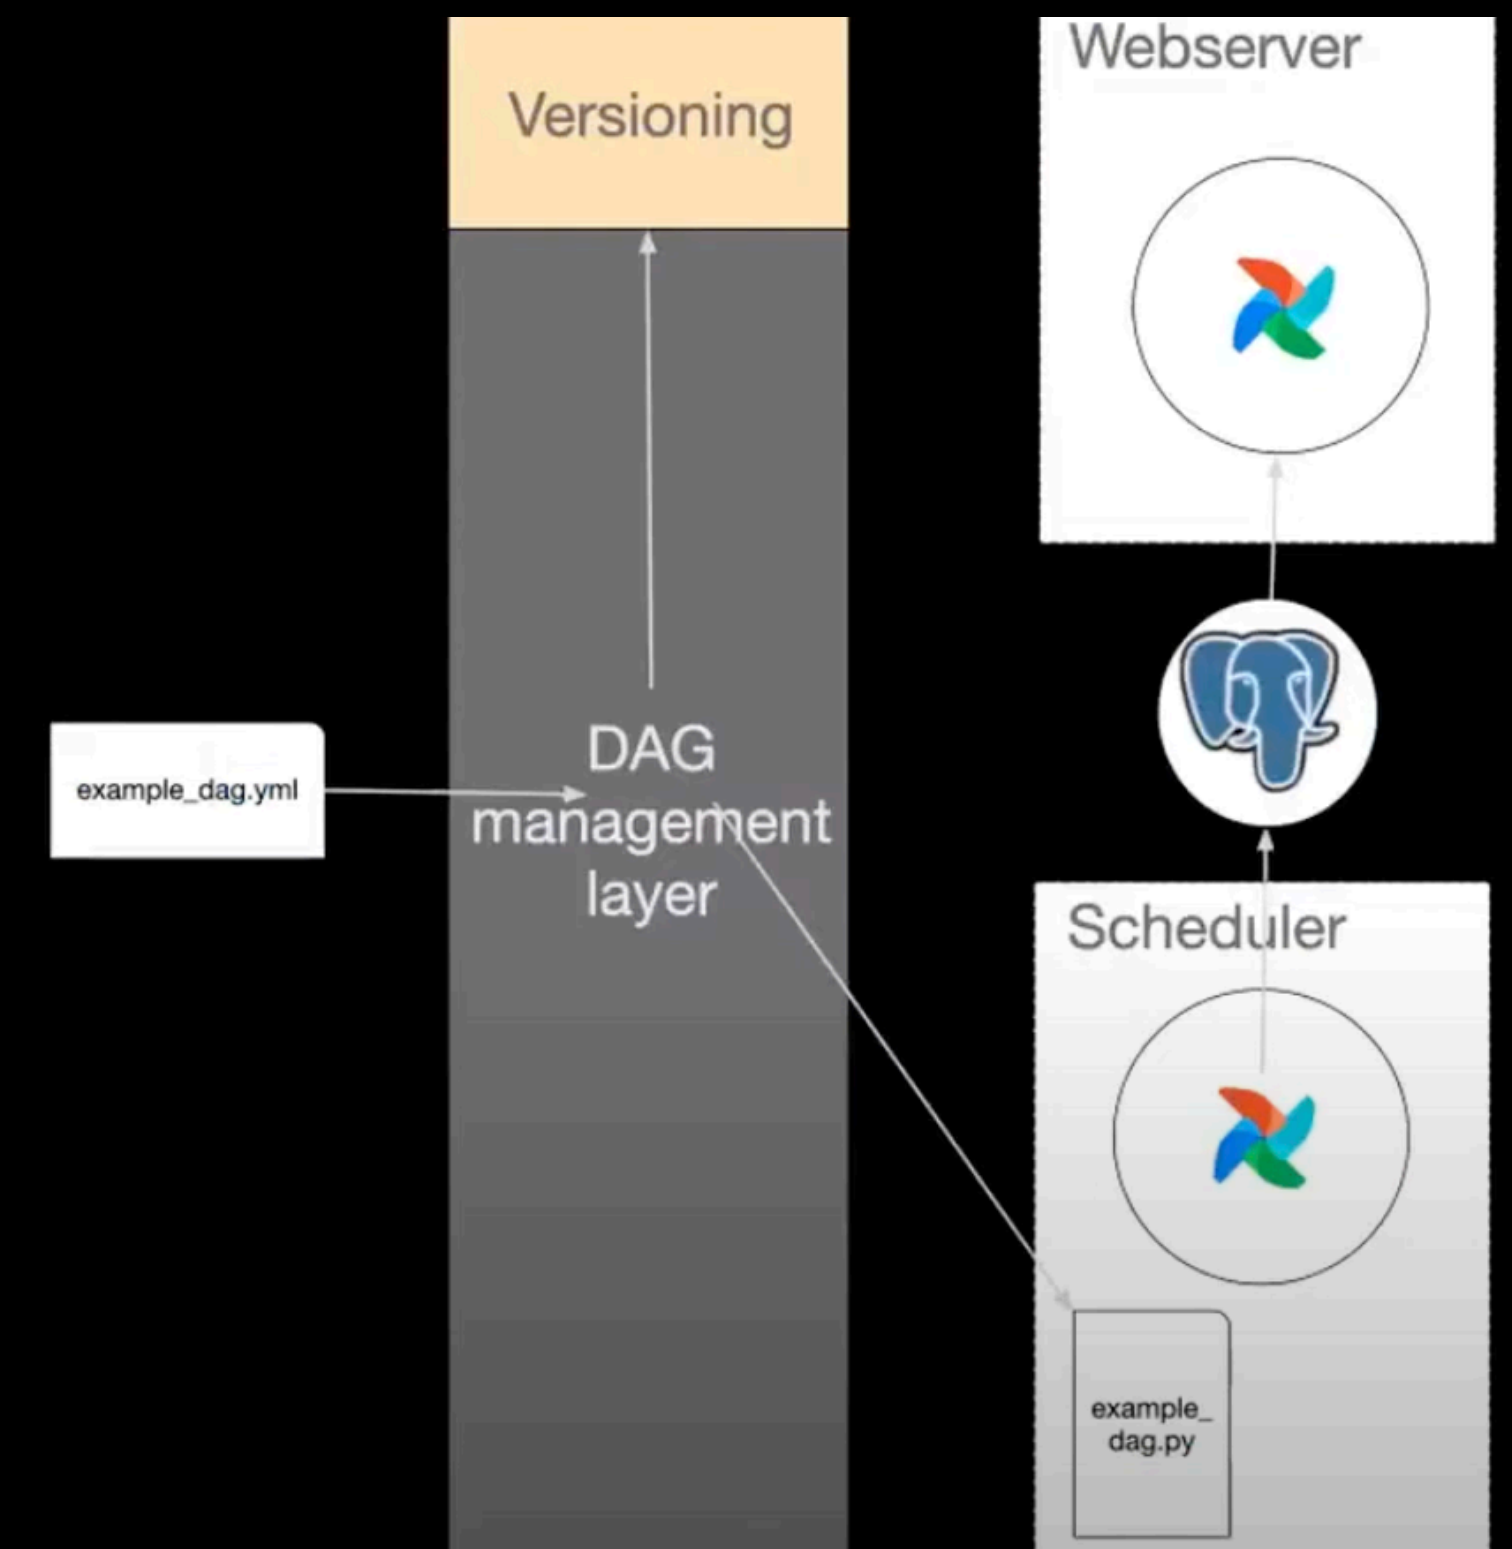 Versioning
Webserver
example_dag.yml
DAG
management
layer
Scheduler
example_
dag.py